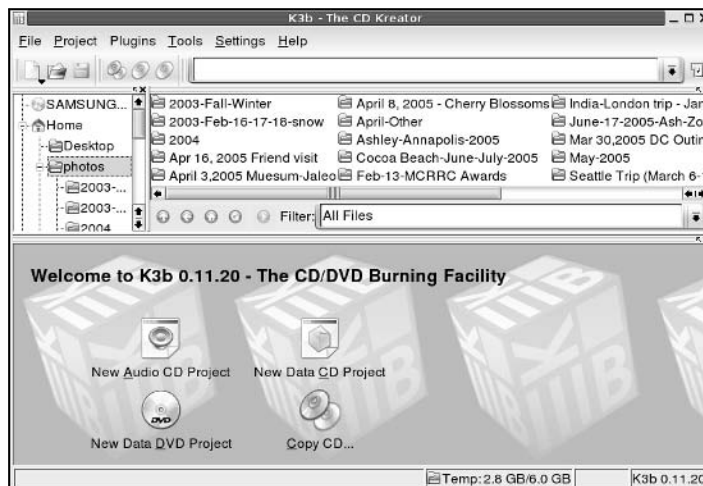 K3b - The CD Kreator
File Project Plugins Tools Settings Help
SAMSUNG...
Home
Desktop
photos
2003-...
2003-...
2004
2003-Fall-Winter
2003-Feb-16-17-18-snow
2004
Apr 16, 2005 Friend visit
April 3,2005 Muesum-Jaleo
April 8, 2005 - Cherry Blossoms
April-Other
Ashley-Annapolis-2005
Cocoa Beach-June-July-2005
Feb-13-MCRRC Awards
India-London trip - Jan
June-17-2005-Ash-Zo
Mar 30,2005 DC Outin
May-2005
Seattle Trip (March 6-
Filter: All Files
Welcome to K3b 0.11.20 - The CD/DVD Burning Facility
New Audio CD Project
New Data CD Project
DVD
New Data DVD Project
Copy CD...
Temp: 2.8 GB/6.0 GB
K3b 0.11.20